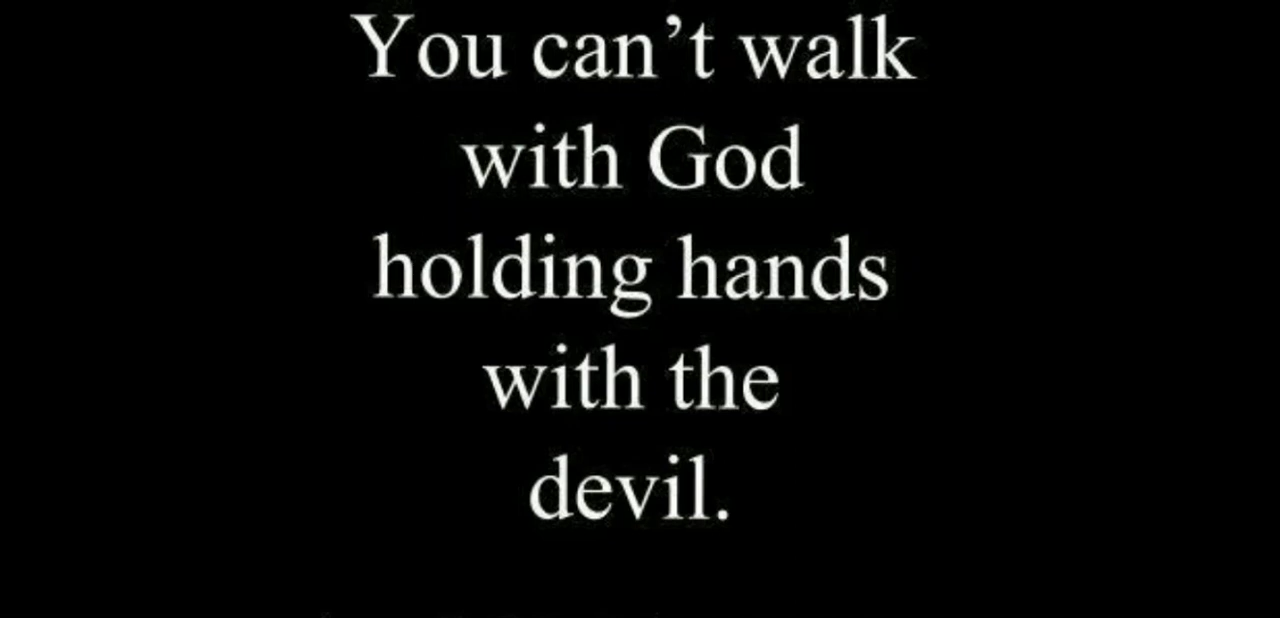 You can’t walk
with God
holding hands
with the
devil.